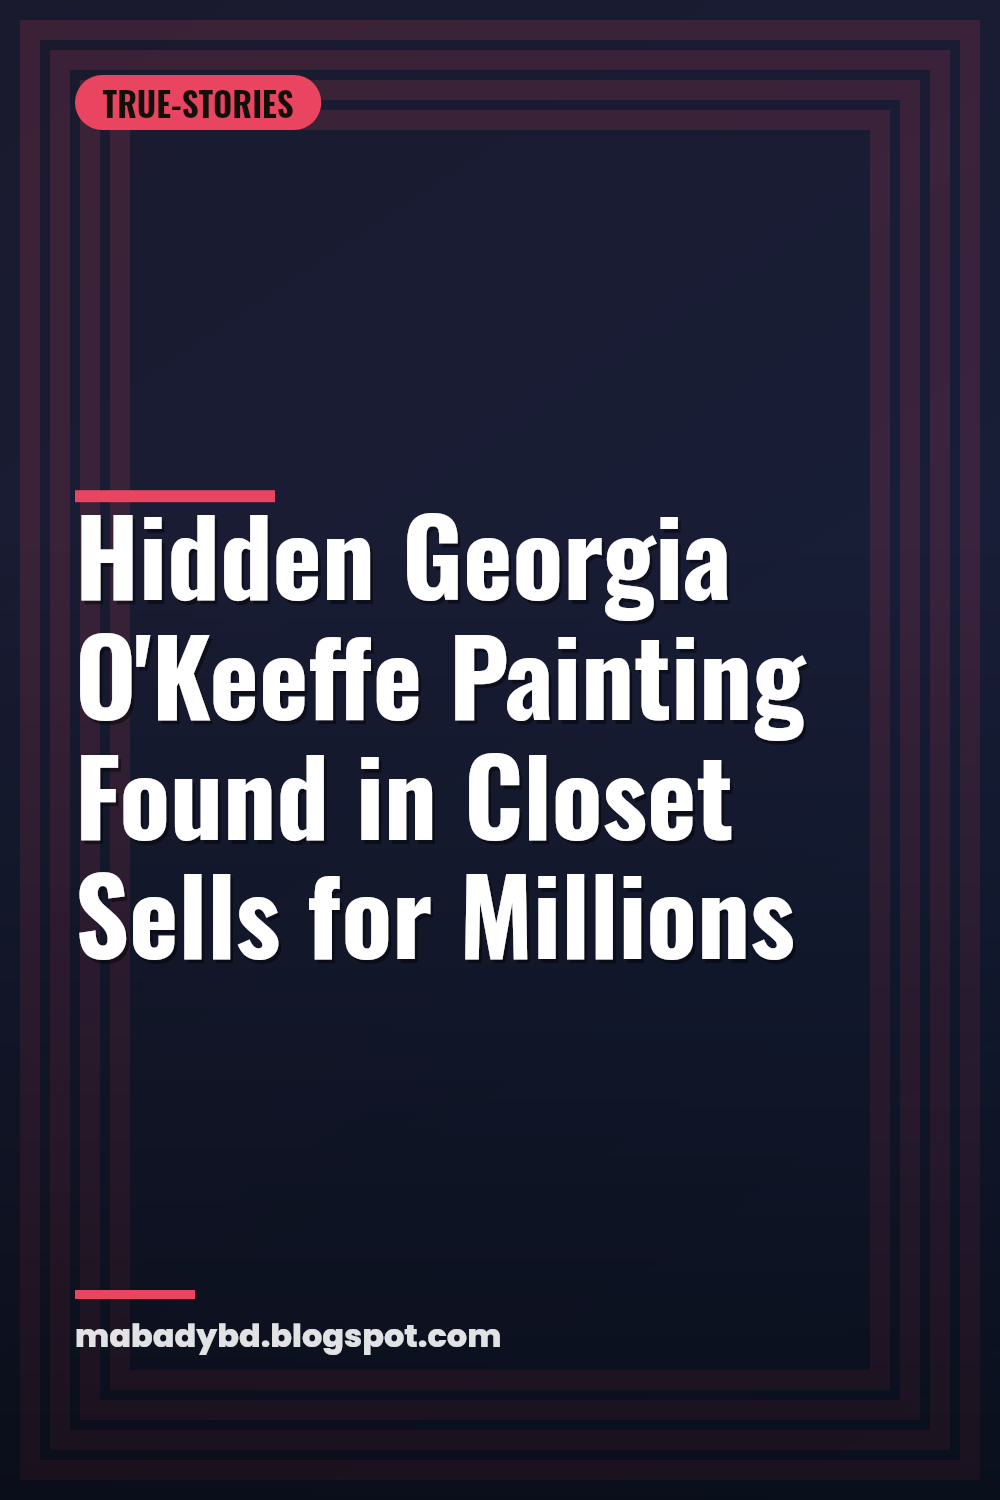 TRUE-STORIES
Hidden Georgia
O'Keeffe Painting
Found in Closet
Sells for Millions
mabadybd.blogspot.com